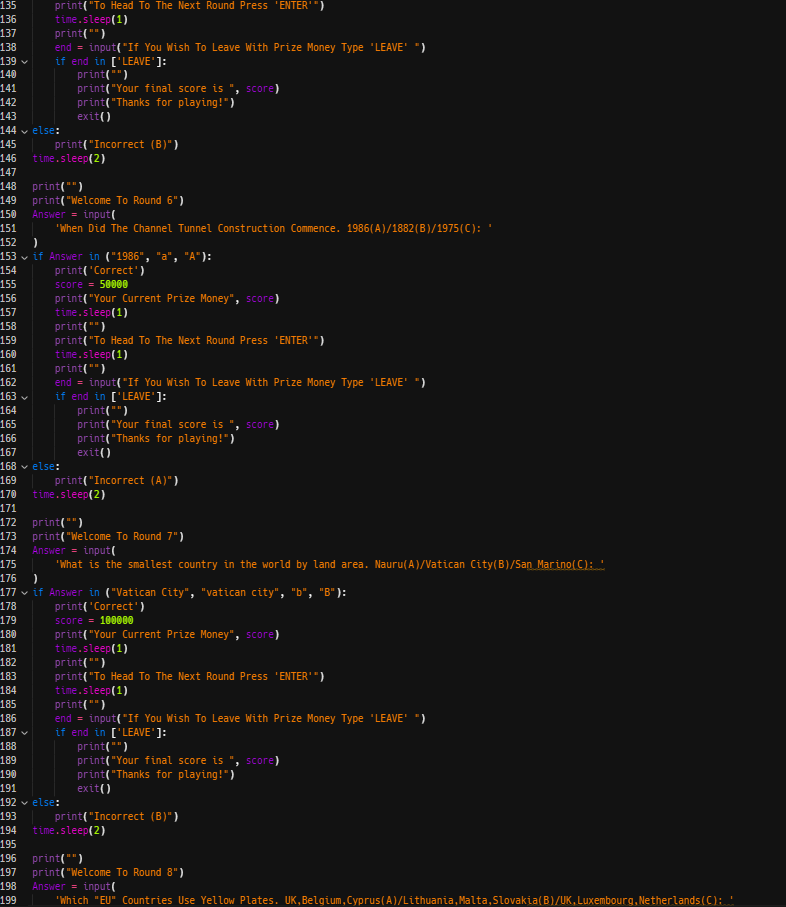 135 print("To Head To The Next Round Press 'ENTER'")
136 time.sleep(1)
137 print("")
138 end = input("If You Wish To Leave With Prize Money Type 'LEAVE' ")
139 if end in ['LEAVE']:
140 print("")
141 print("Your final score is ", score)
142 print("Thanks for playing!")
143 exit()
144 else:
145 print("Incorrect (B)")
146 time.sleep(2)
147
148 print("")
149 print("Welcome To Round 6")
150 Answer = input(
151 'When Did The Channel Tunnel Construction Commence. 1986(A)/1882(B)/1975(C): '
152 )
153 if Answer in ("1986", "a", "A"):
154 print('Correct')
155 score = 50000
156 print("Your Current Prize Money", score)
157 time.sleep(1)
158 print("")
159 print("To Head To The Next Round Press 'ENTER'")
160 time.sleep(1)
161 print("")
162 end = input("If You Wish To Leave With Prize Money Type 'LEAVE' ")
163 if end in ['LEAVE']:
164 print("")
165 print("Your final score is ", score)
166 print("Thanks for playing!")
167 exit()
168 else:
169 print("Incorrect (A)")
170 time.sleep(2)
171
172 print("")
173 print("Welcome To Round 7")
174 Answer = input(
175 'What is the smallest country in the world by land area. Nauru(A)/Vatican City(B)/San Marino(C): '
176 )
177 if Answer in ("Vatican City", "vatican city", "b", "B"):
178 print('Correct')
179 score = 100000
180 print("Your Current Prize Money", score)
181 time.sleep(1)
182 print("")
183 print("To Head To The Next Round Press 'ENTER'")
184 time.sleep(1)
185 print("")
186 end = input("If You Wish To Leave With Prize Money Type 'LEAVE' ")
187 if end in ['LEAVE']:
188 print("")
189 print("Your final score is ", score)
190 print("Thanks for playing!")
191 exit()
192 else:
193 print("Incorrect (B)")
194 time.sleep(2)
195
196 print("")
197 print("Welcome To Round 8")
198 Answer = input(
199 'Which "EU" Countries Use Yellow Plates. UK,Belgium,Cyprus(A)/Lithuania,Malta,Slovakia(B)/UK,Luxembourg,Netherlands(C): '